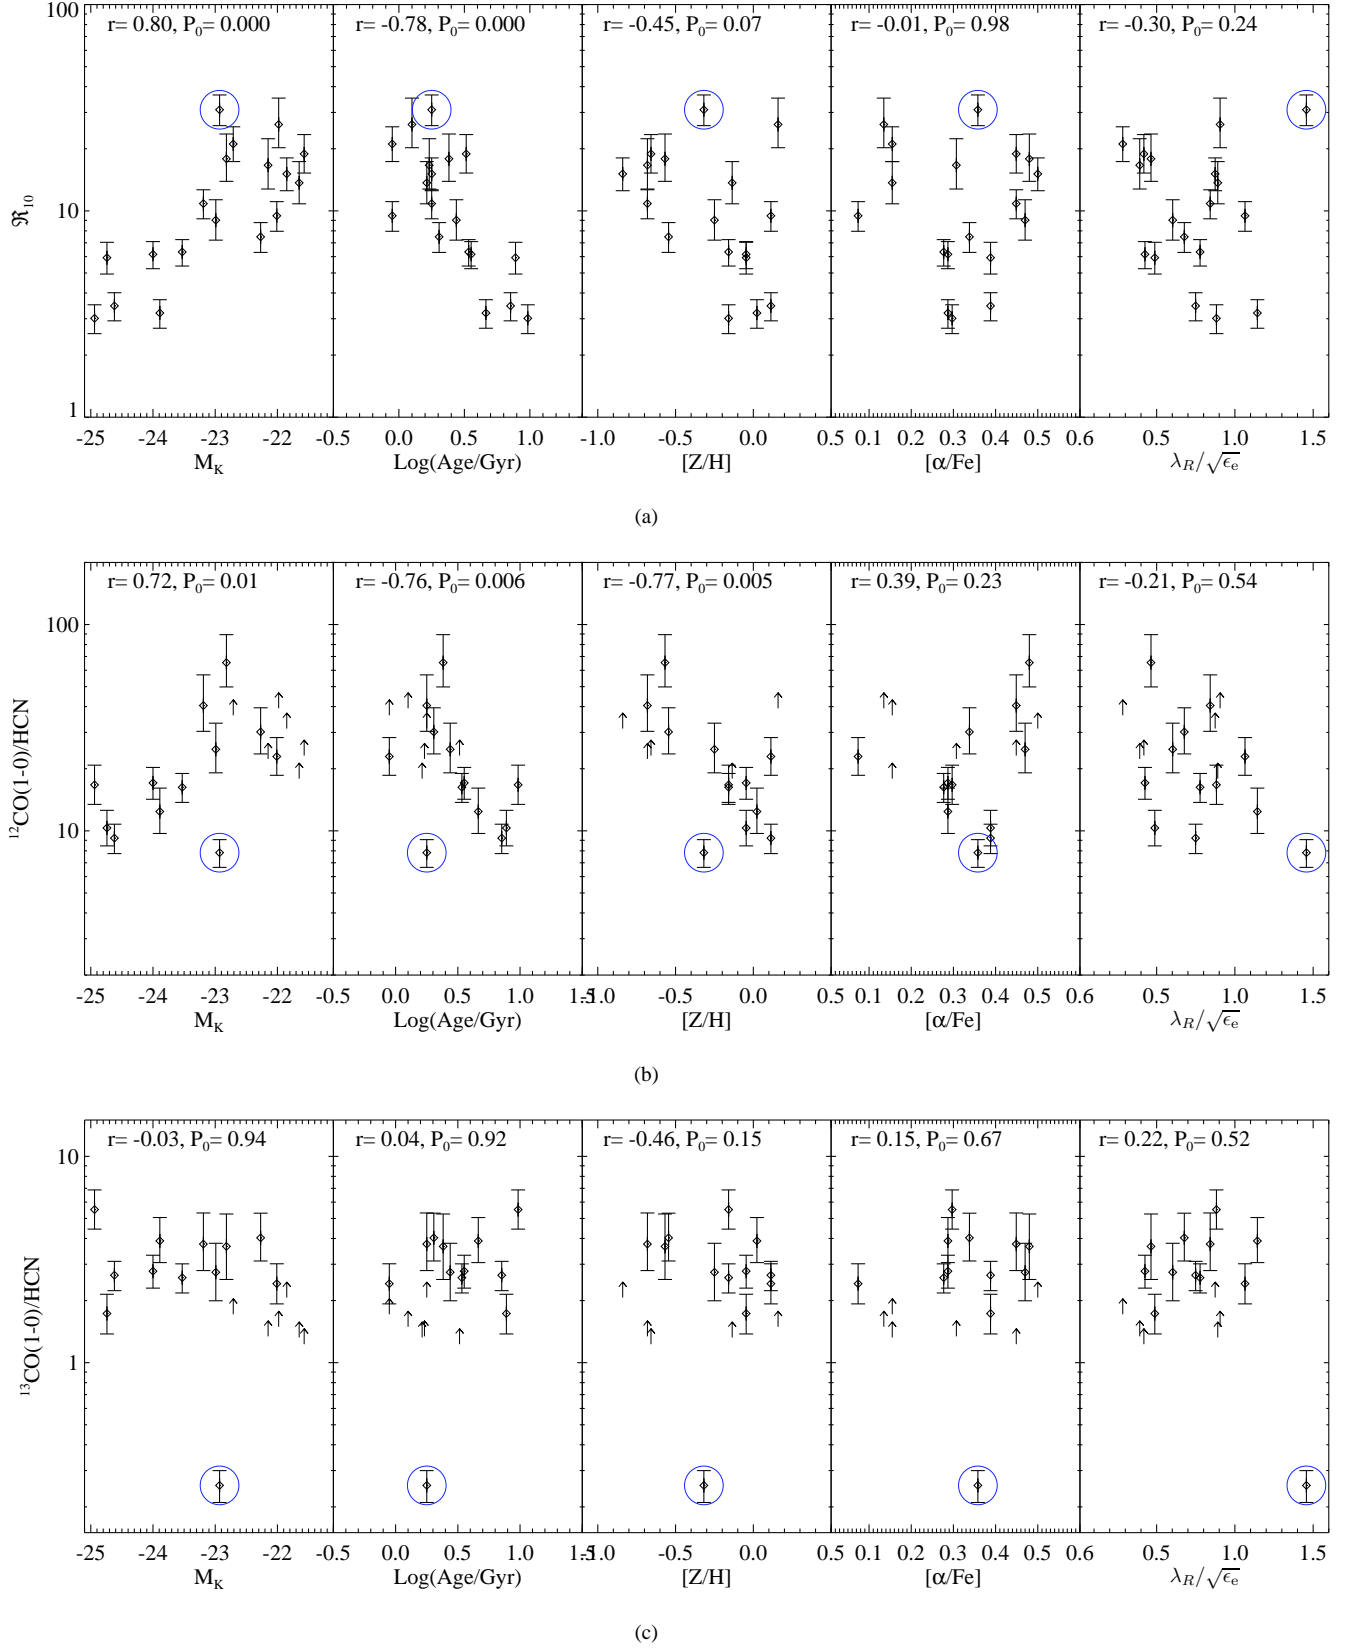 r= 0.80, P0= 0.000 r= -0.78, P0= 0.000 r= -0.45, P0= 0.07 r= -0.01, P0= 0.98 r= -0.30, P0= 0.24
100
10
1
ℜ10
-25 -24 -23 -22 -0.5 0.0 0.5 1.0 -1.0 -0.5 0.0 0.5 0.1 0.2 0.3 0.4 0.5 0.6 0.5 1.0 1.5
MK Log(Age/Gyr) [Z/H] [α/Fe] λR/√εe
(a)
r= 0.72, P0= 0.01 r= -0.76, P0= 0.006 r= -0.77, P0= 0.005 r= 0.39, P0= 0.23 r= -0.21, P0= 0.54
100
10
12CO(1-0)/HCN
-25 -24 -23 -22 -0.5 0.0 0.5 1.0 1.5 -1.0 -0.5 0.0 0.5 0.1 0.2 0.3 0.4 0.5 0.6 0.5 1.0 1.5
MK Log(Age/Gyr) [Z/H] [α/Fe] λR/√εe
(b)
r= -0.03, P0= 0.94 r= 0.04, P0= 0.92 r= -0.46, P0= 0.15 r= 0.15, P0= 0.67 r= 0.22, P0= 0.52
10
1
13CO(1-0)/HCN
-25 -24 -23 -22 -0.5 0.0 0.5 1.0 1.5 -1.0 -0.5 0.0 0.5 0.1 0.2 0.3 0.4 0.5 0.6 0.5 1.0 1.5
MK Log(Age/Gyr) [Z/H] [α/Fe] λR/√εe
(c)